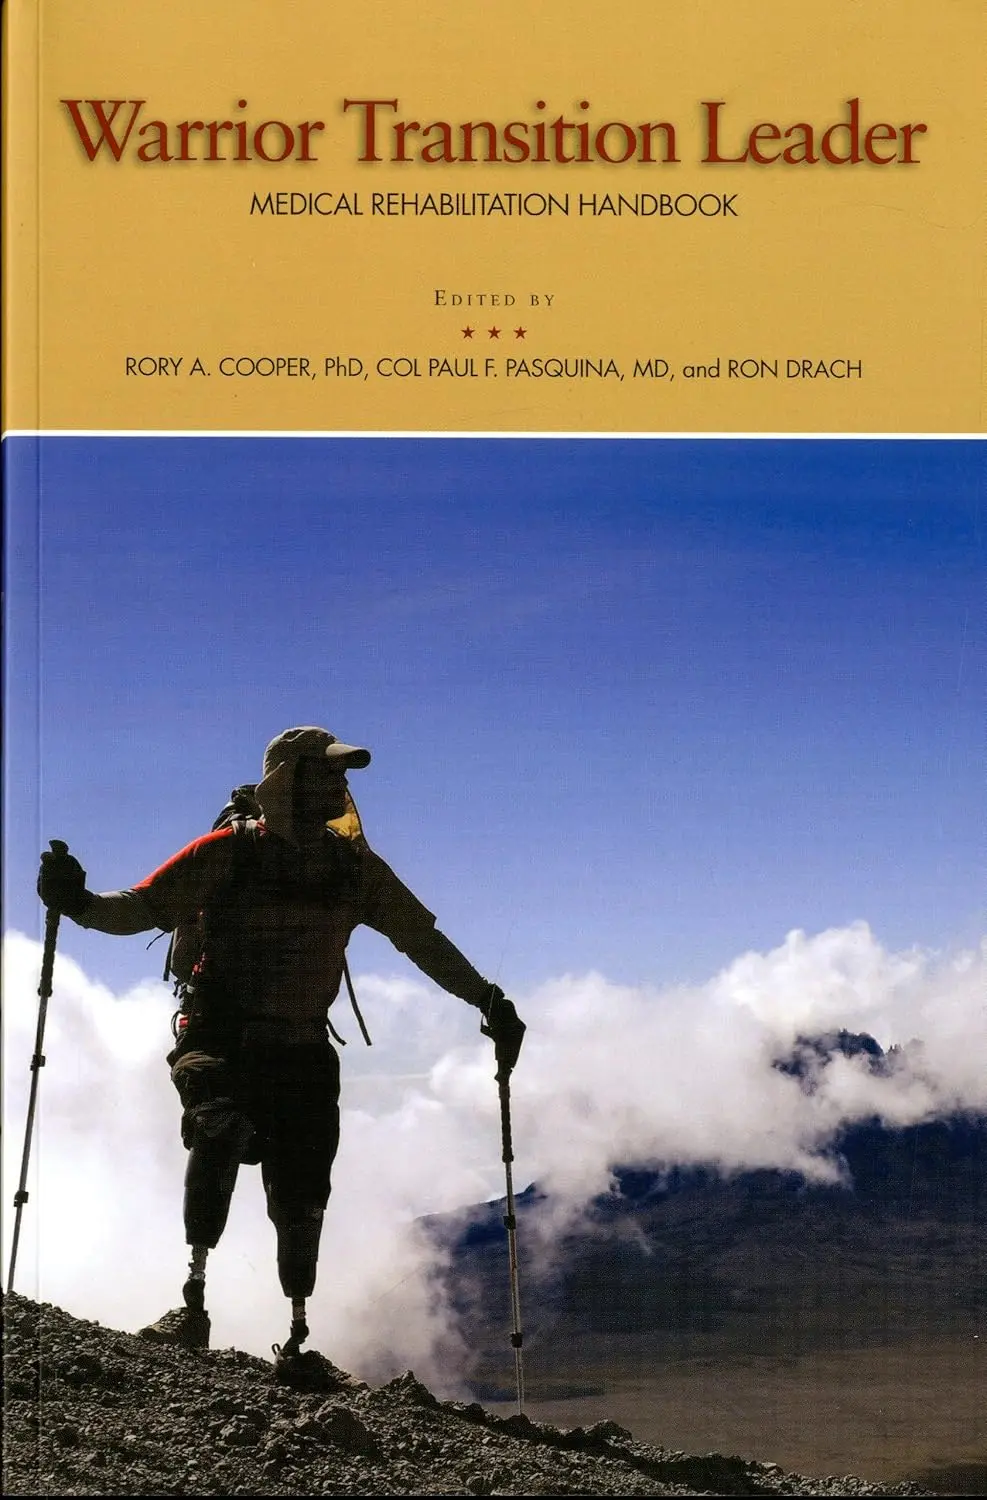 Warrior Transition Leader
MEDICAL REHABILITATION HANDBOOK
EDITED BY
★ ★ ★
RORY A. COOPER, PhD, COL PAUL F. PASQUINA, MD, and RON DRACH